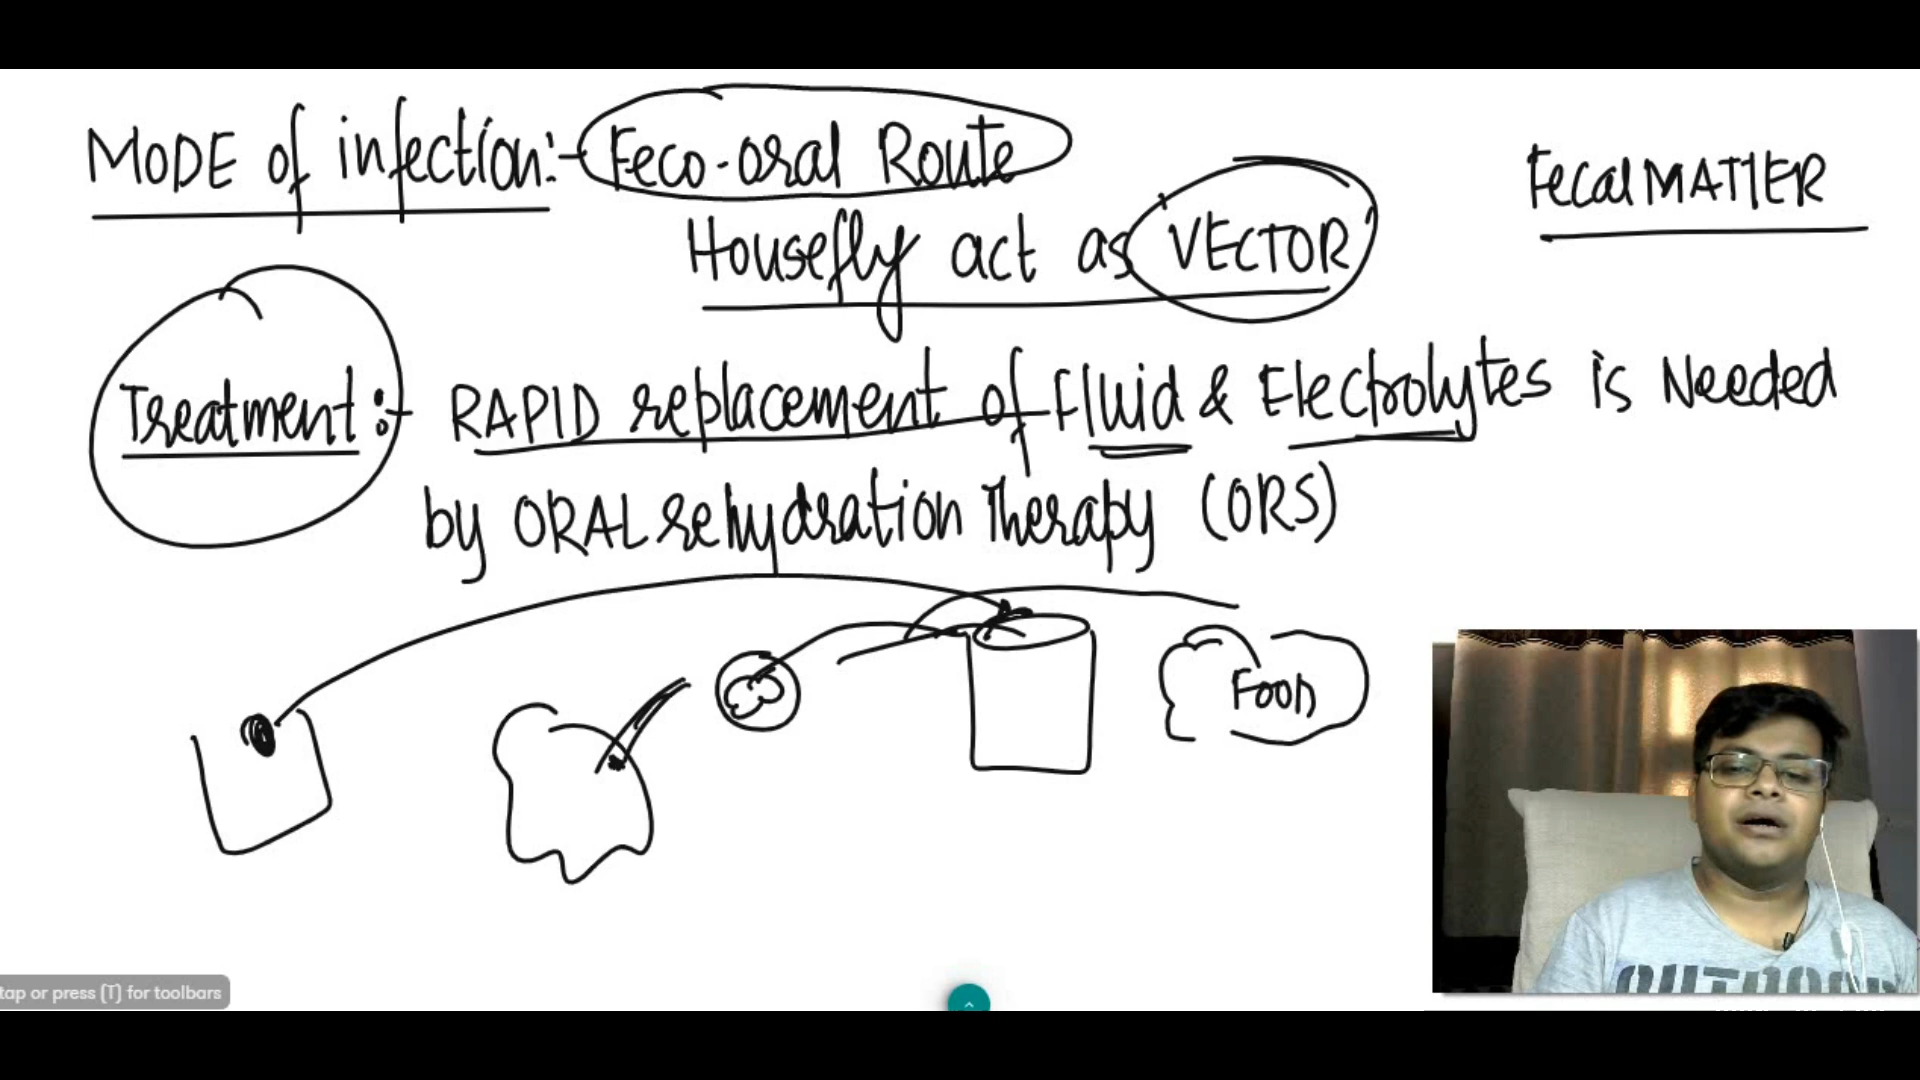 MODE of infection:- Feco-oral Route
Fecal MATTER
Housefly act as VECTOR
Treatment:- RAPID replacement of Fluid & Electrolytes is Needed
by ORAL rehydration Therapy (ORS)
Food
tap or press (T) for toolbars